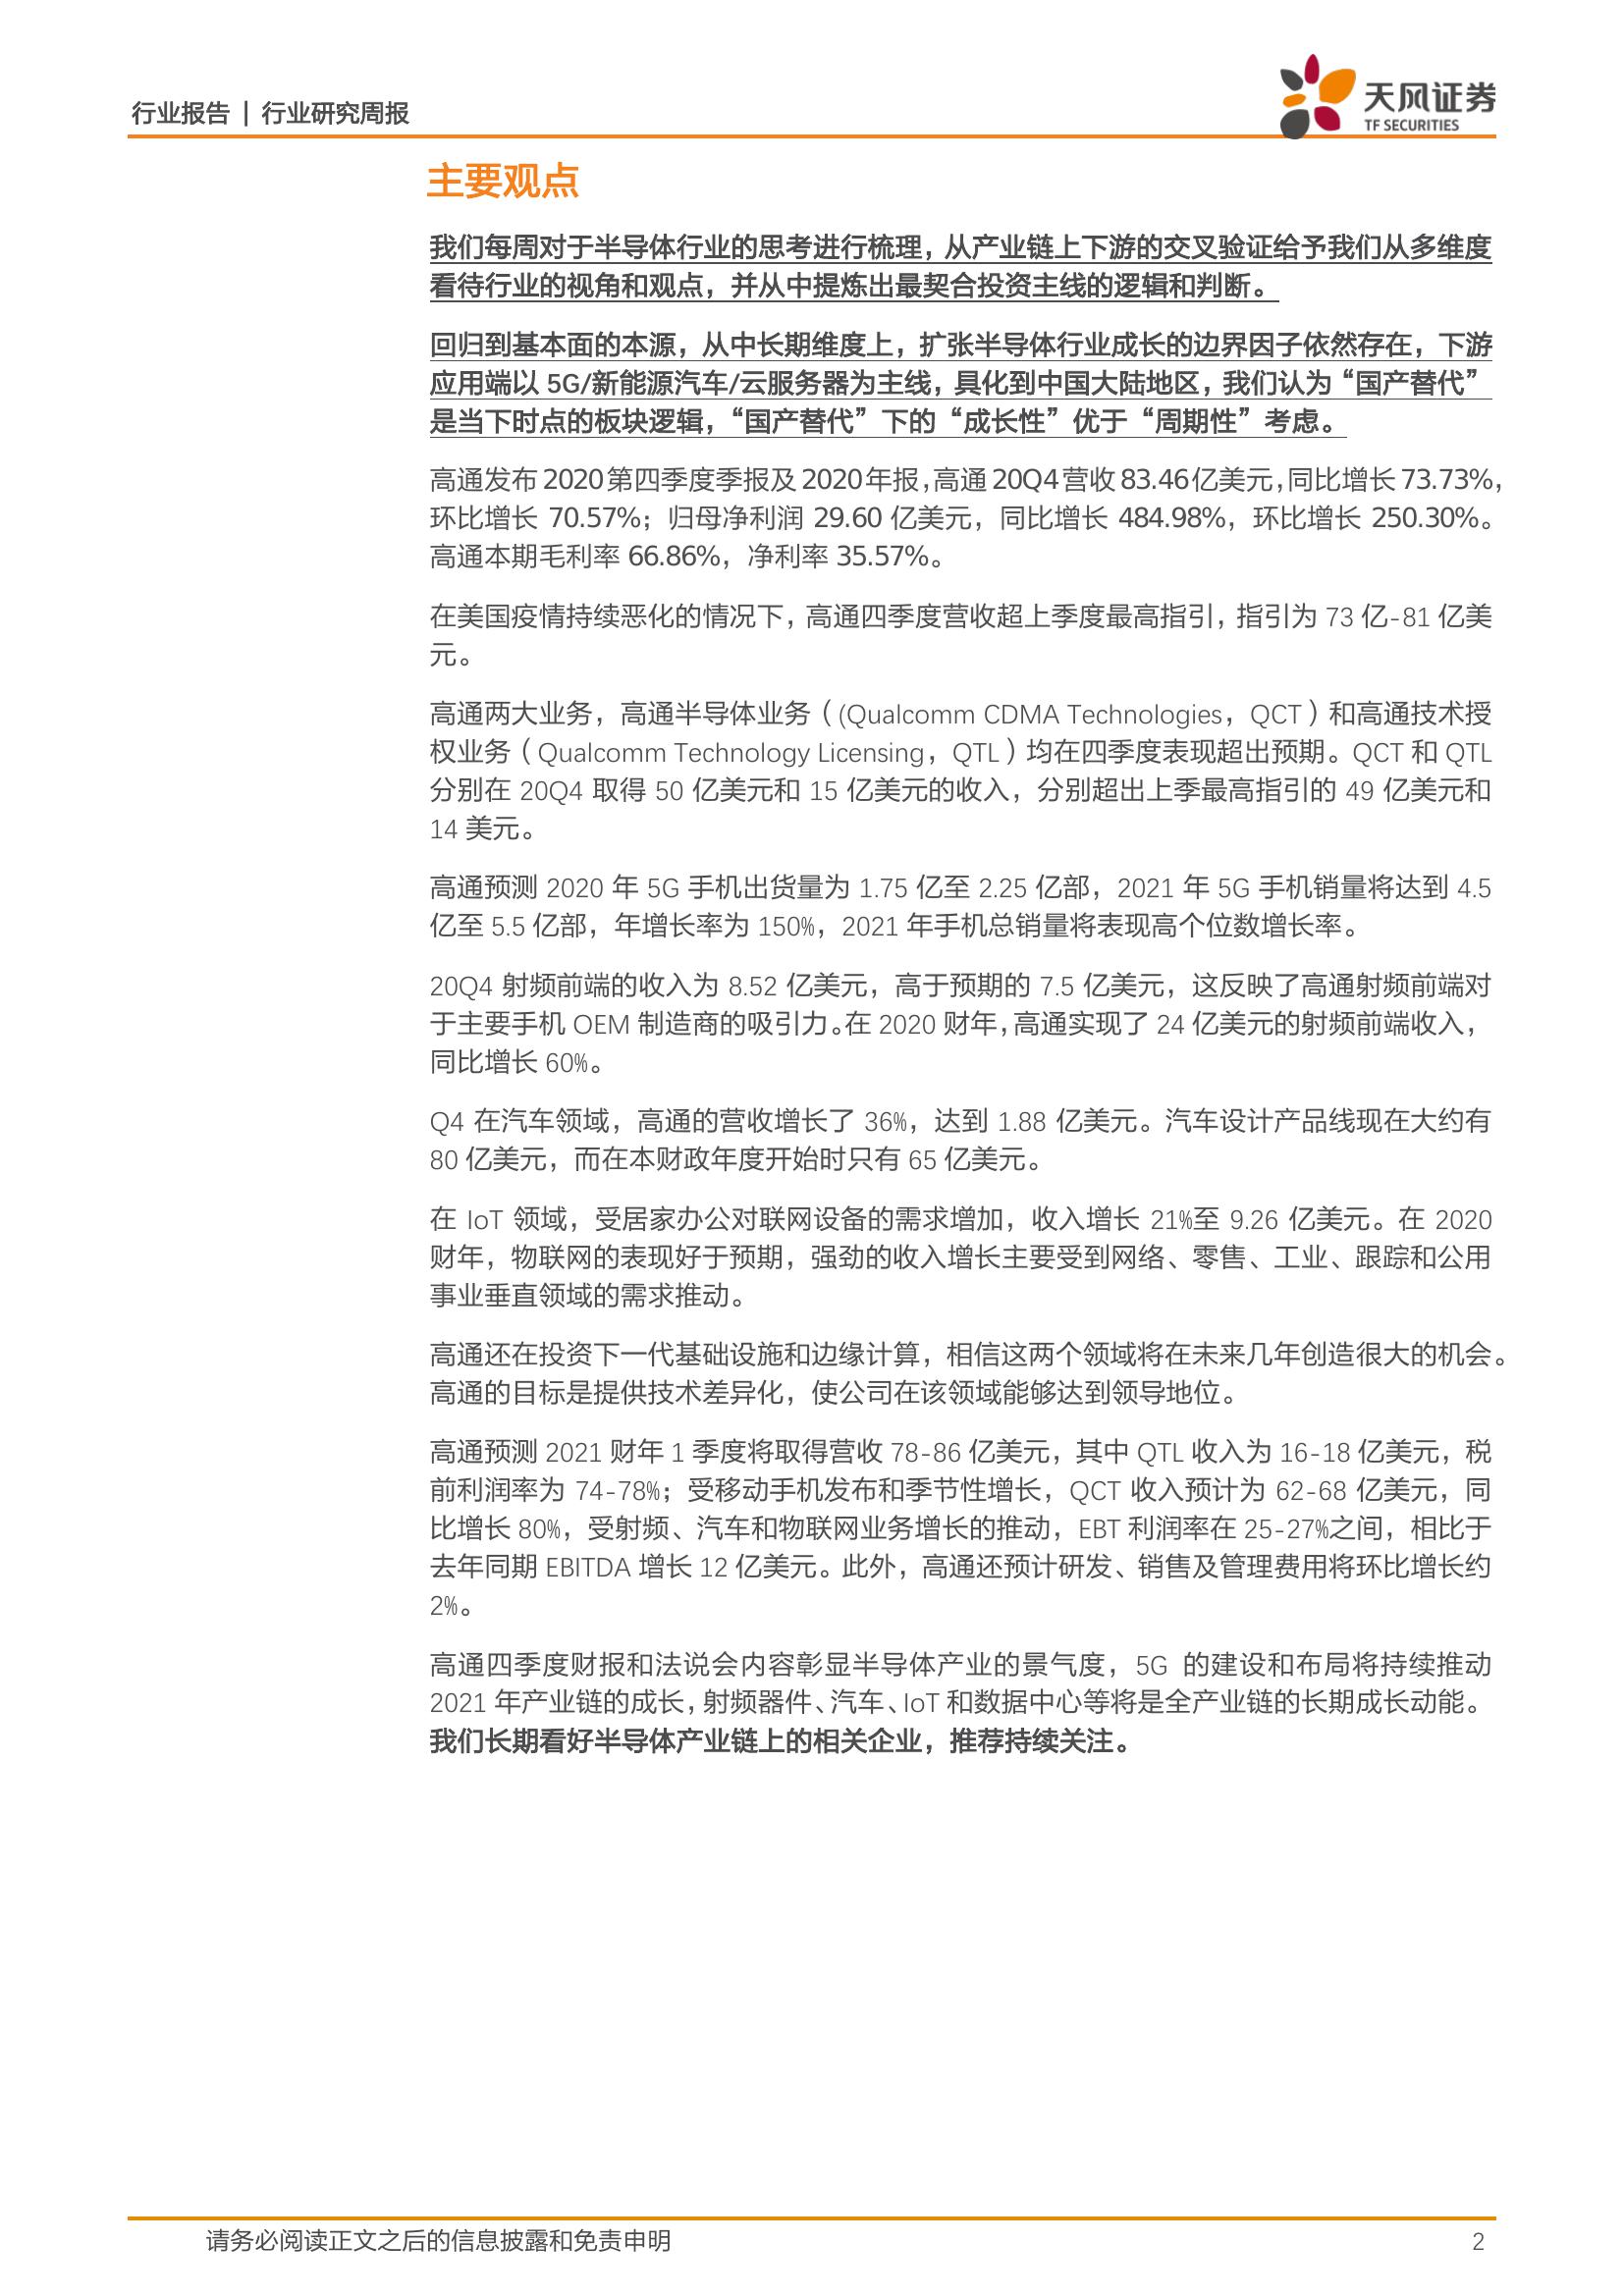 行业报告 | 行业研究周报
天风证券
TF SECURITIES
主要观点
我们每周对于半导体行业的思考进行梳理，从产业链上下游的交叉验证给予我们从多维度
看待行业的视角和观点，并从中提炼出最契合投资主线的逻辑和判断。
回归到基本面的本源，从中长期维度上，扩张半导体行业成长的边界因子依然存在，下游
应用端以 5G/新能源汽车/云服务器为主线，具化到中国大陆地区，我们认为“国产替代”
是当下时点的板块逻辑，“国产替代”下的“成长性”优于“周期性”考虑。
高通发布 2020 第四季度季报及 2020 年报，高通 20Q4 营收 83.46 亿美元，同比增长 73.73%，
环比增长 70.57%；归母净利润 29.60 亿美元，同比增长 484.98%，环比增长 250.30%。
高通本期毛利率 66.86%，净利率 35.57%。
在美国疫情持续恶化的情况下，高通四季度营收超上季度最高指引，指引为 73 亿-81 亿美
元。
高通两大业务，高通半导体业务（(Qualcomm CDMA Technologies，QCT）和高通技术授
权业务（Qualcomm Technology Licensing，QTL）均在四季度表现超出预期。QCT 和 QTL
分别在 20Q4 取得 50 亿美元和 15 亿美元的收入，分别超出上季最高指引的 49 亿美元和
14 美元。
高通预测 2020 年 5G 手机出货量为 1.75 亿至 2.25 亿部，2021 年 5G 手机销量将达到 4.5
亿至 5.5 亿部，年增长率为 150%，2021 年手机总销量将表现高个位数增长率。
20Q4 射频前端的收入为 8.52 亿美元，高于预期的 7.5 亿美元，这反映了高通射频前端对
于主要手机 OEM 制造商的吸引力。在 2020 财年，高通实现了 24 亿美元的射频前端收入，
同比增长 60%。
Q4 在汽车领域，高通的营收增长了 36%，达到 1.88 亿美元。汽车设计产品线现在大约有
80 亿美元，而在本财政年度开始时只有 65 亿美元。
在 IoT 领域，受居家办公对联网设备的需求增加，收入增长 21%至 9.26 亿美元。在 2020
财年，物联网的表现好于预期，强劲的收入增长主要受到网络、零售、工业、跟踪和公用
事业垂直领域的需求推动。
高通还在投资下一代基础设施和边缘计算，相信这两个领域将在未来几年创造很大的机会。
高通的目标是提供技术差异化，使公司在该领域能够达到领导地位。
高通预测 2021 财年 1 季度将取得营收 78-86 亿美元，其中 QTL 收入为 16-18 亿美元，税
前利润率为 74-78%；受移动手机发布和季节性增长，QCT 收入预计为 62-68 亿美元，同
比增长 80%，受射频、汽车和物联网业务增长的推动，EBT 利润率在 25-27%之间，相比于
去年同期 EBITDA 增长 12 亿美元。此外，高通还预计研发、销售及管理费用将环比增长约
2%。
高通四季度财报和法说会内容彰显半导体产业的景气度，5G 的建设和布局将持续推动
2021 年产业链的成长，射频器件、汽车、IoT 和数据中心等将是全产业链的长期成长动能。
我们长期看好半导体产业链上的相关企业，推荐持续关注。
请务必阅读正文之后的信息披露和免责申明
2